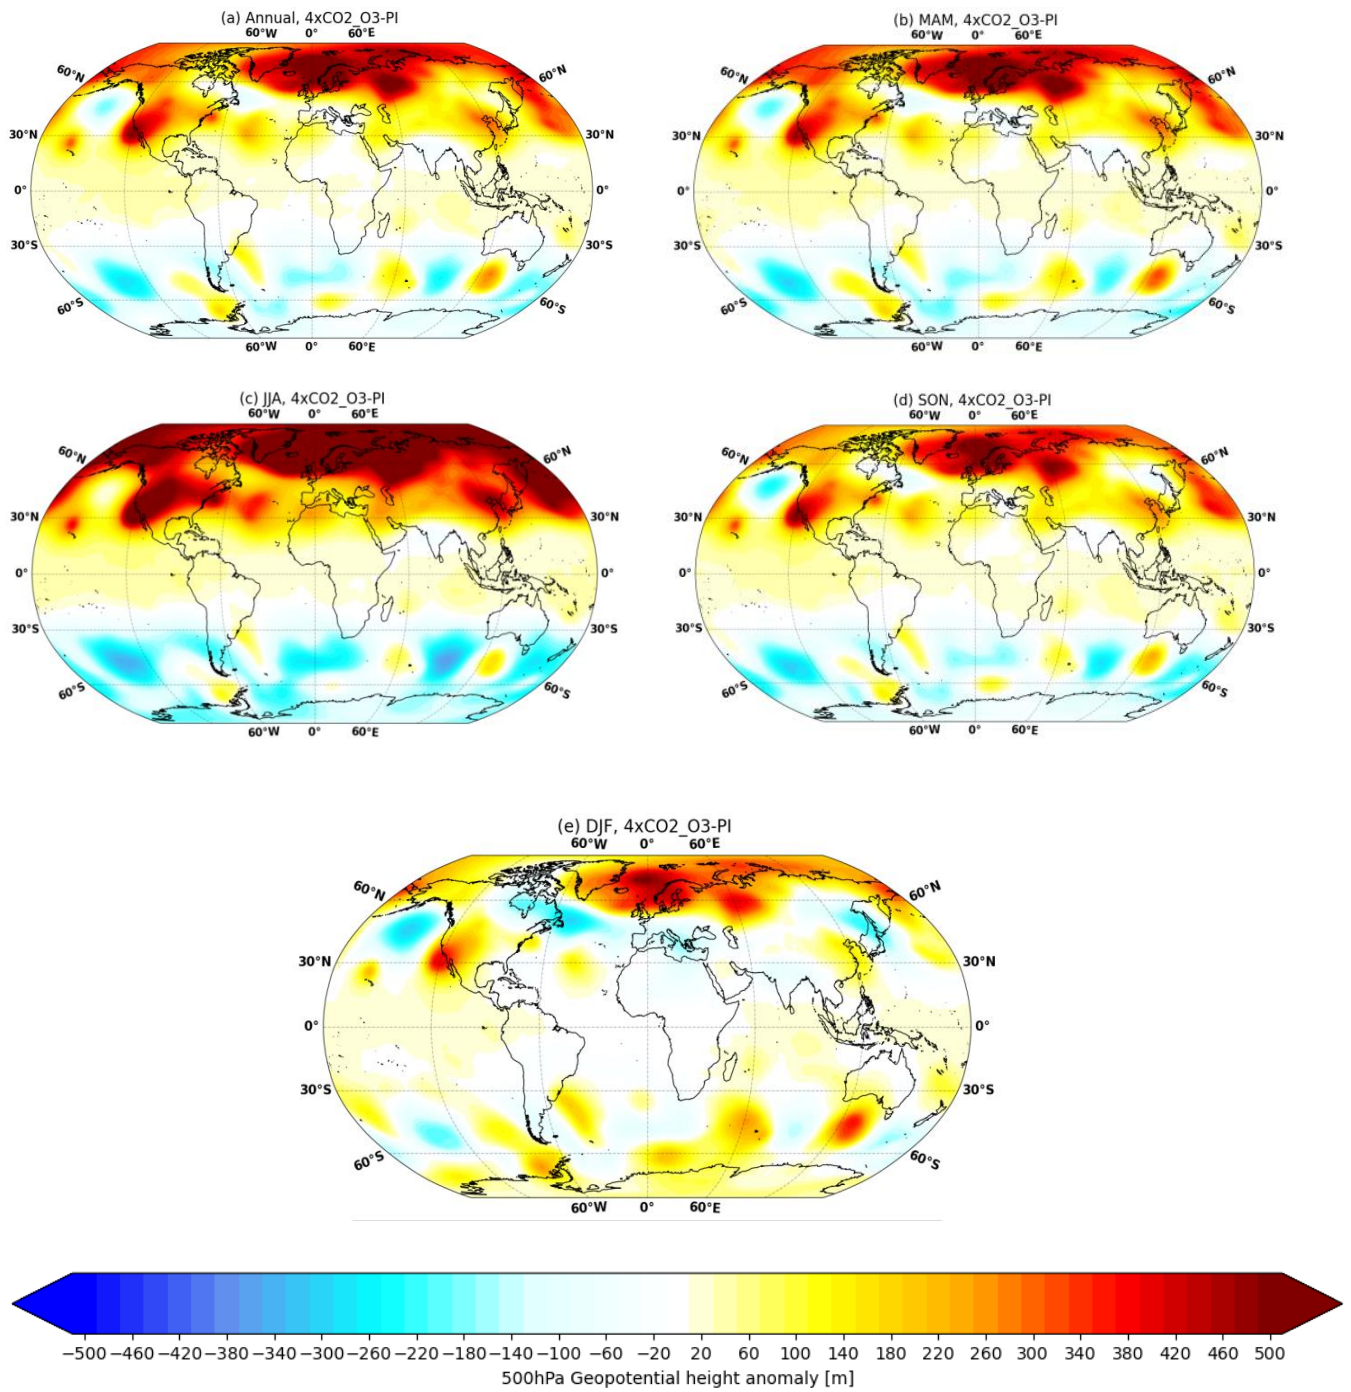 (a) Annual, 4xCO2_O3-PI
60°W 0° 60°E
60°N 60°N
30°N 30°N
0° 0°
30°S 30°S
60°S 60°S
60°W 0° 60°E
(b) MAM, 4xCO2_O3-PI
60°W 0° 60°E
60°N 60°N
30°N 30°N
0° 0°
30°S 30°S
60°S 60°S
60°W 0° 60°E
(c) JJA, 4xCO2_O3-PI
60°W 0° 60°E
60°N 60°N
30°N 30°N
0° 0°
30°S 30°S
60°S 60°S
60°W 0° 60°E
(d) SON, 4xCO2_O3-PI
60°W 0° 60°E
60°N 60°N
30°N 30°N
0° 0°
30°S 30°S
60°S 60°S
60°W 0° 60°E
(e) DJF, 4xCO2_O3-PI
60°W 0° 60°E
60°N 60°N
30°N 30°N
0° 0°
30°S 30°S
60°S 60°S
60°W 0° 60°E
−500 −460 −420 −380 −340 −300 −260 −220 −180 −140 −100 −60 −20 20 60 100 140 180 220 260 300 340 380 420 460 500
500hPa Geopotential height anomaly [m]